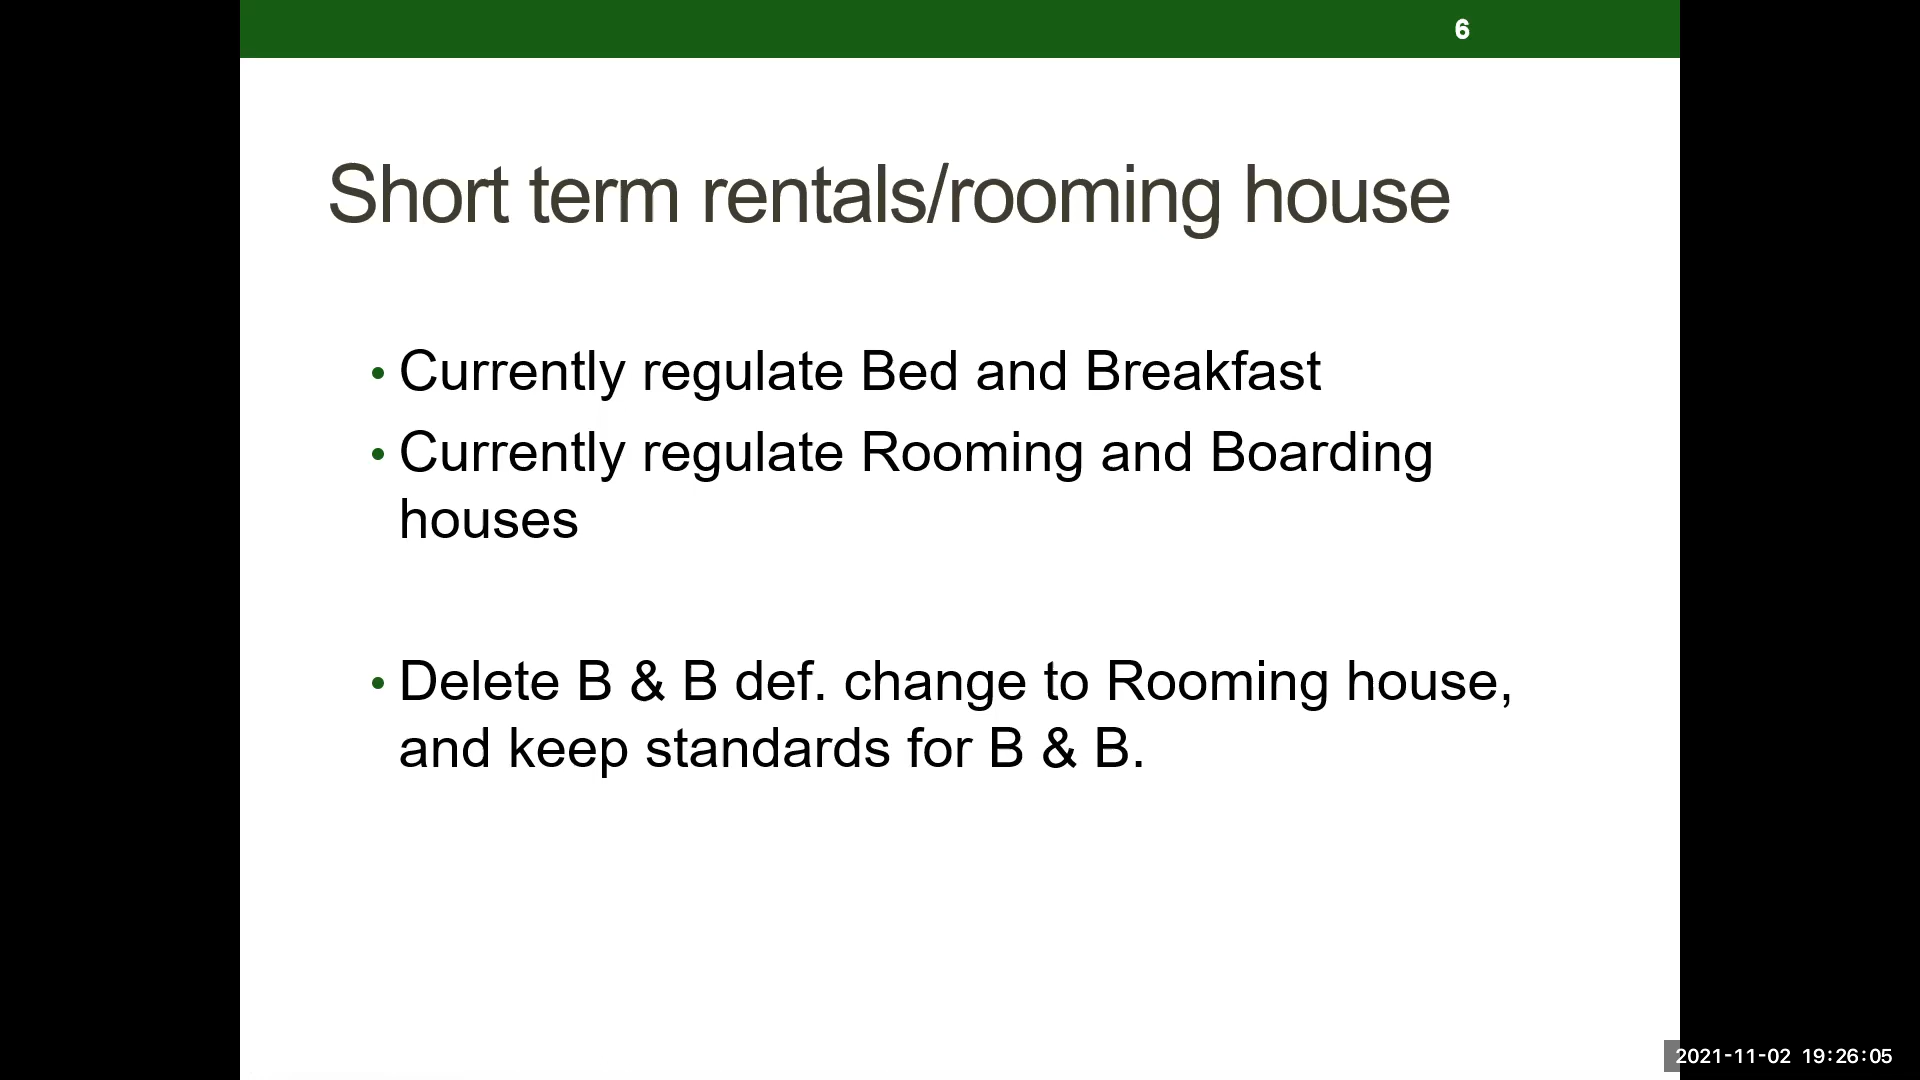 6
Short term rentals/rooming house
• Currently regulate Bed and Breakfast
• Currently regulate Rooming and Boarding
houses
• Delete B & B def. change to Rooming house,
and keep standards for B & B.
2021-11-02 19:26:05